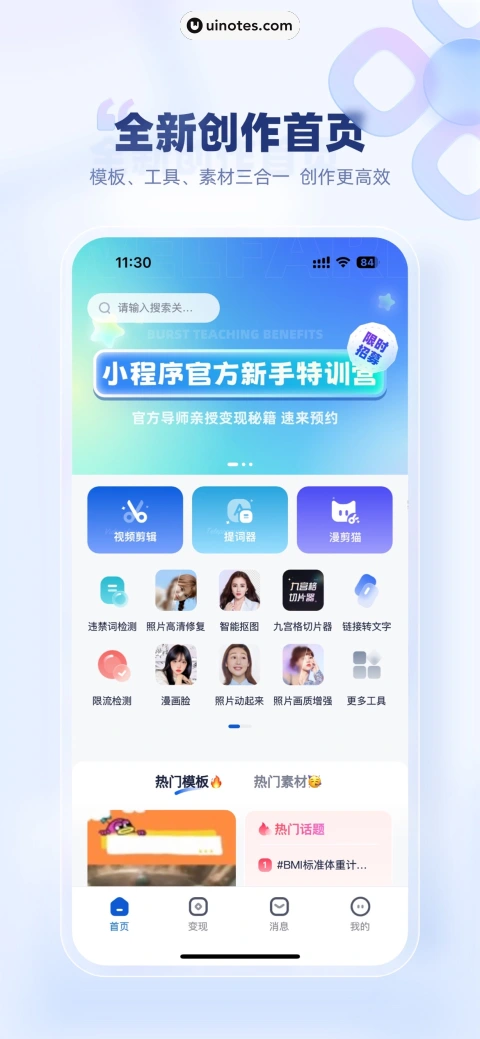 uinotes.com
全新创作首页
模板、工具、素材三合一 创作更高效
11:30
84
请输入搜索关...
BURST TEACHING BENEFITS
限时
招募
小程序官方新手特训营
官方导师亲授变现秘籍 速来预约
视频剪辑
提词器
漫剪猫
九宫格
切片器
违禁词检测
照片高清修复
智能抠图
九宫格切片器
链接转文字
限流检测
漫画脸
照片动起来
照片画质增强
更多工具
热门模板🔥
热门素材🥳
热门话题
1 #BMI标准体重计...
首页
变现
消息
我的